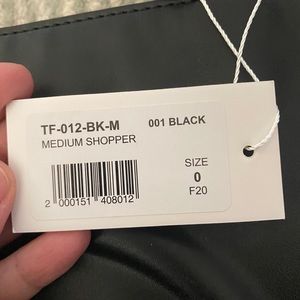 TF-012-BK-M 001 BLACK
MEDIUM SHOPPER
SIZE
0
F20
2 000151 408012